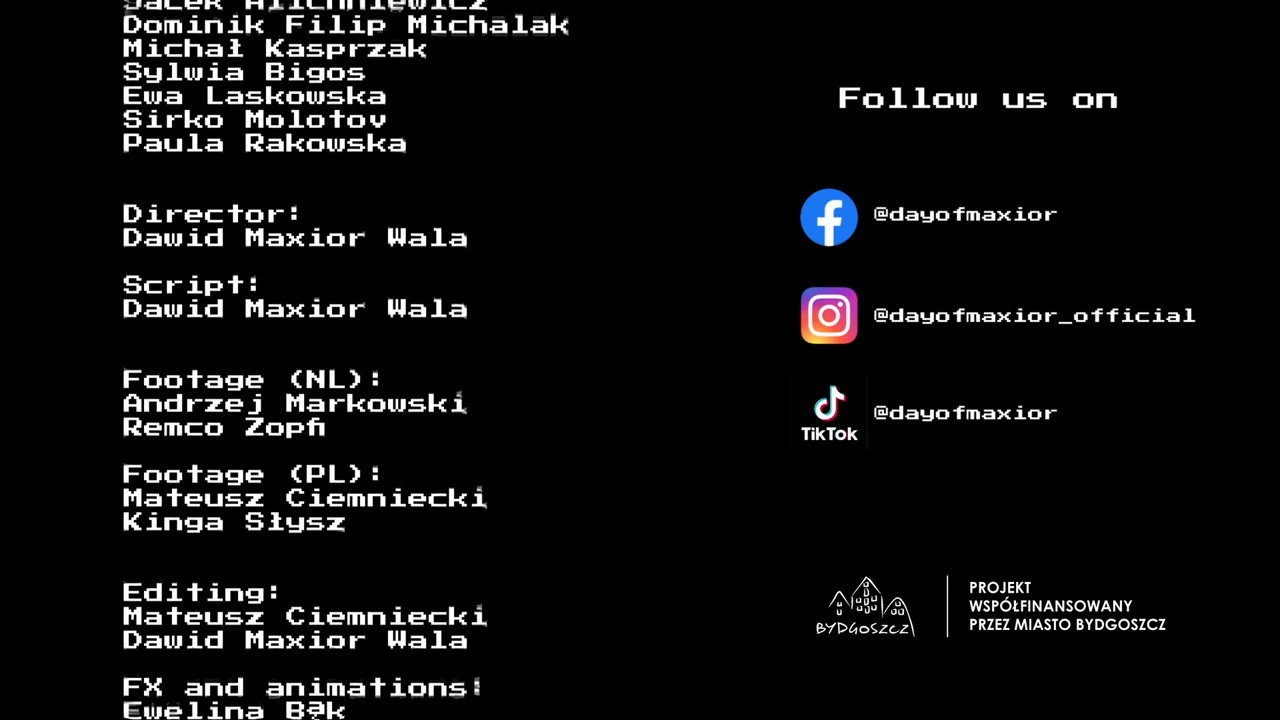 Dominik Filip Michalak
Michał Kasprzak
Sylwia Bigos
Ewa Laskowska
Sirko Molotov
Paula Rakowska
Director:
Dawid Maxior Wala
Script:
Dawid Maxior Wala
Footage (NL):
Andrzej Markowski
Remco Zopfi
Footage (PL):
Mateusz Ciemniecki
Kinga Słysz
Editing:
Mateusz Ciemniecki
Dawid Maxior Wala
FX and animations:
Ewelina Bąk
Follow us on
@dayofmaxior
@dayofmaxior_official
TikTok
@dayofmaxior
BYDGOSZCZ
PROJEKT
WSPÓŁFINANSOWANY
PRZEZ MIASTO BYDGOSZCZ